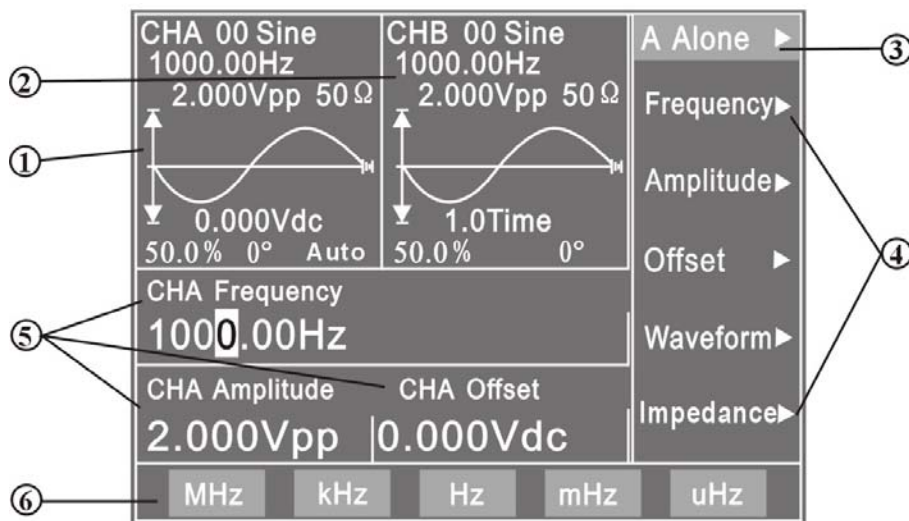 CHA 00 Sine
1000.00Hz
2.000Vpp 50Ω
0.000Vdc
50.0% 0° Auto
CHB 00 Sine
1000.00Hz
2.000Vpp 50Ω
1.0Time
50.0% 0°
A Alone ▶
Frequency▶
Amplitude▶
Offset ▶
Waveform▶
Impedance▶
CHA Frequency
1000.00Hz
CHA Amplitude CHA Offset
2.000Vpp 0.000Vdc
MHz kHz Hz mHz uHz
②
①
⑤
⑥
③
④